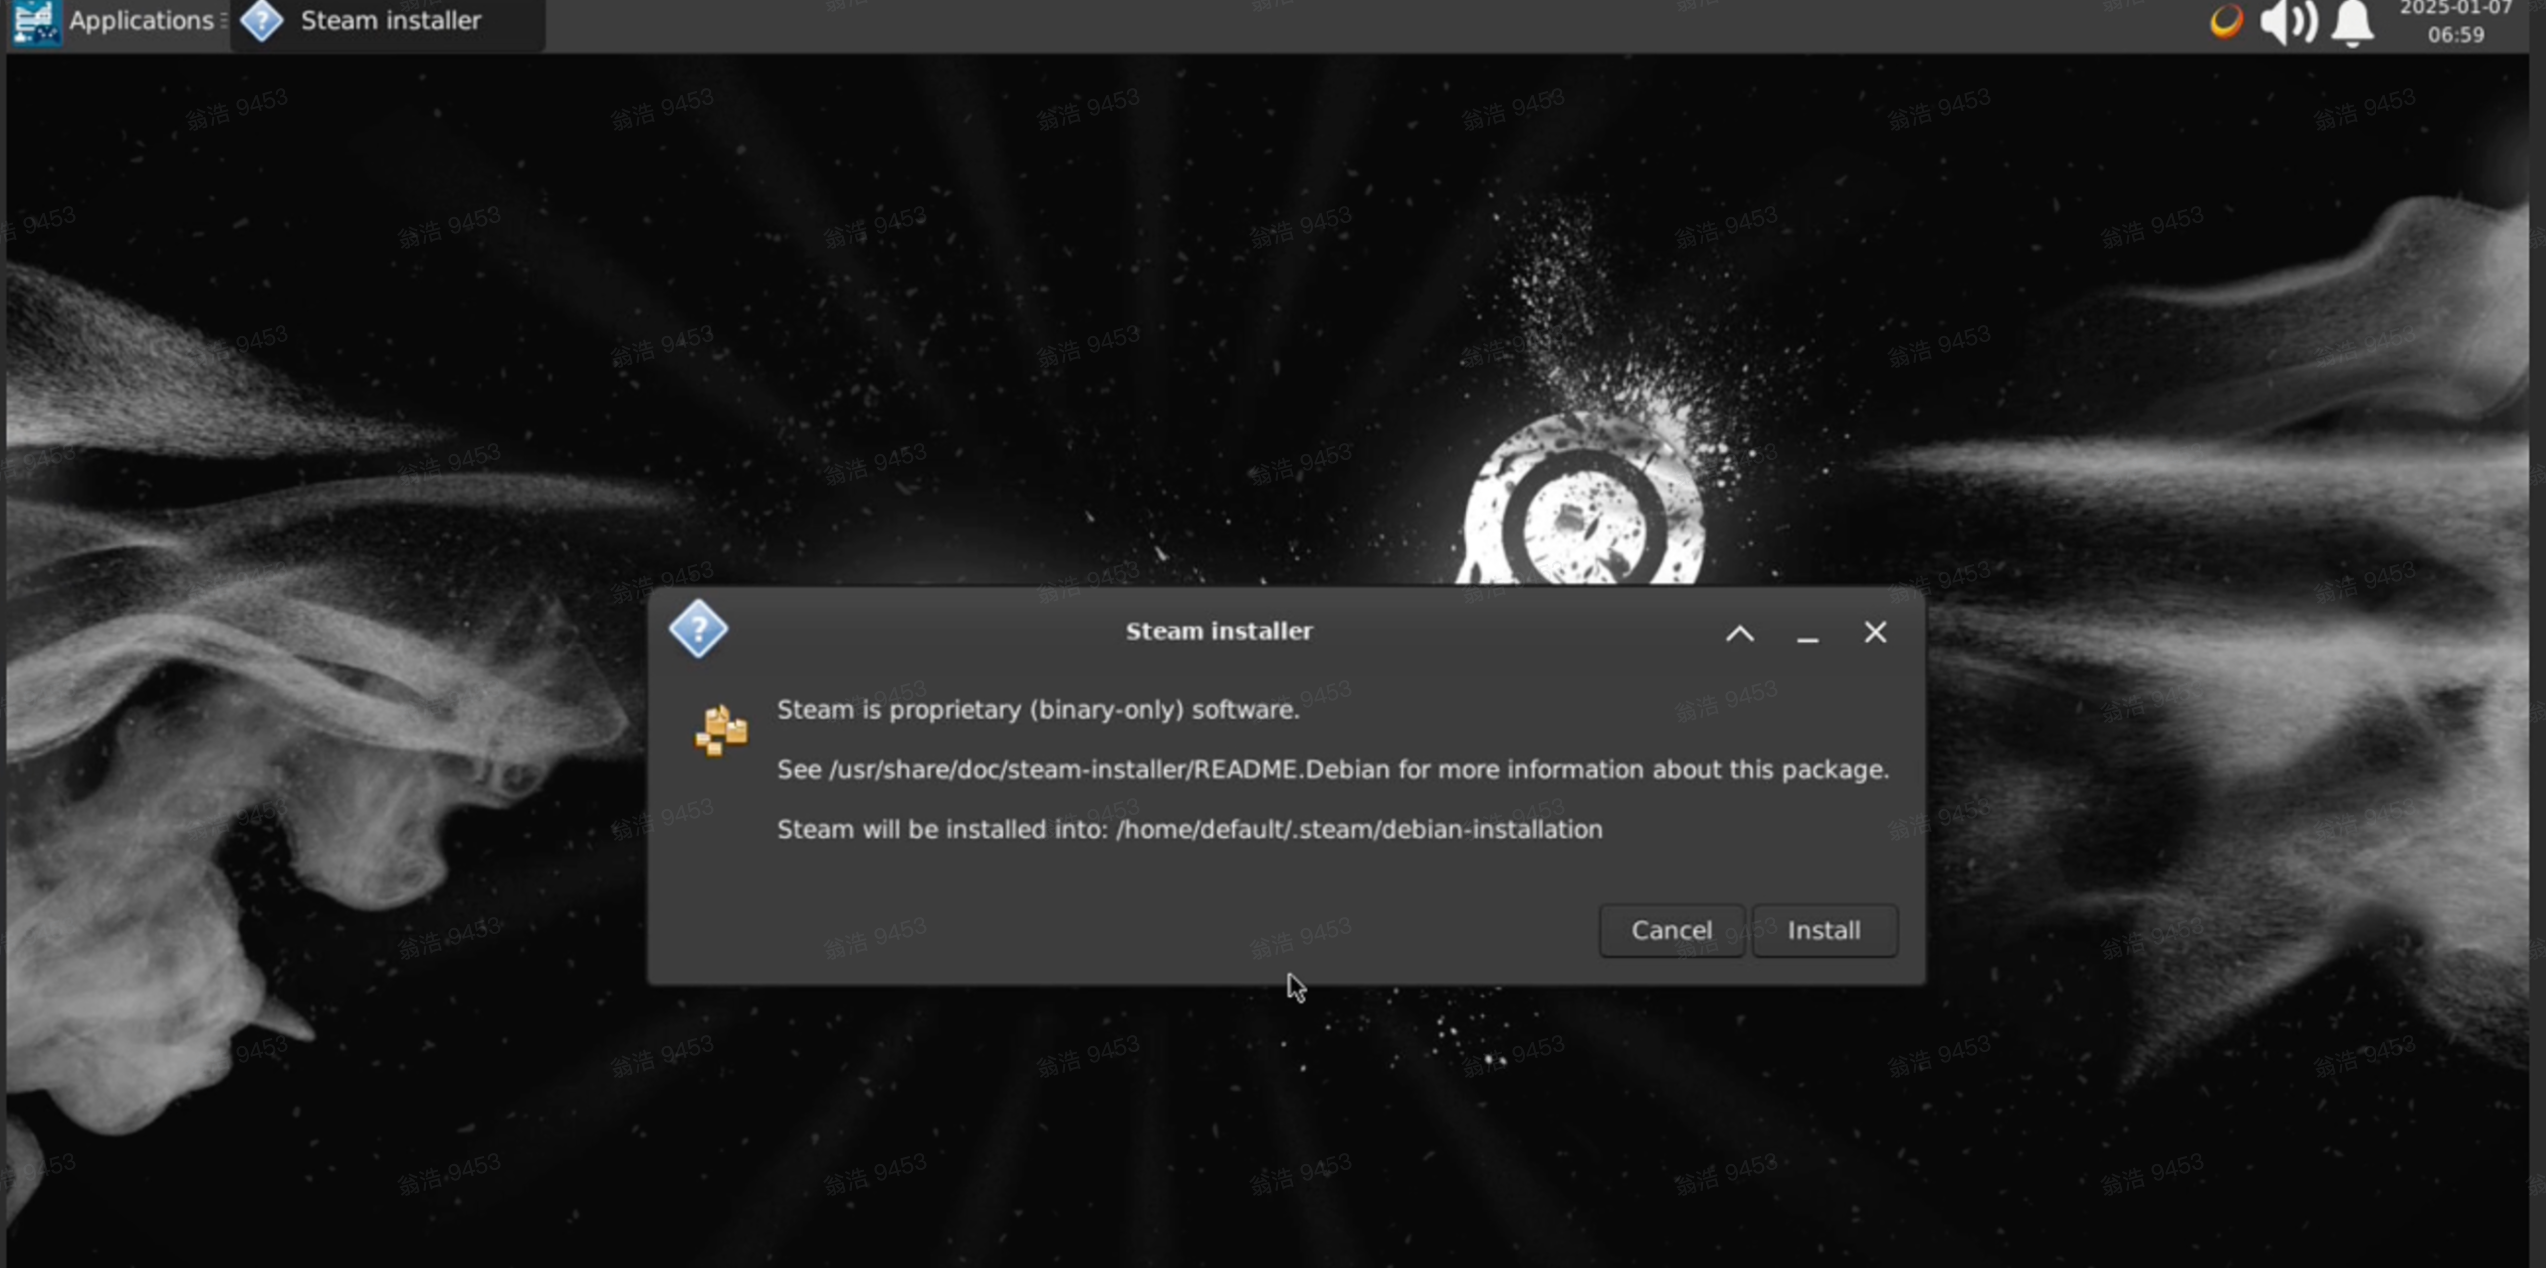 Applications
Steam installer
2025-01-07
06:59
Steam installer
Steam is proprietary (binary-only) software.
See /usr/share/doc/steam-installer/README.Debian for more information about this package.
Steam will be installed into: /home/default/.steam/debian-installation
Cancel
Install
翁浩 9453